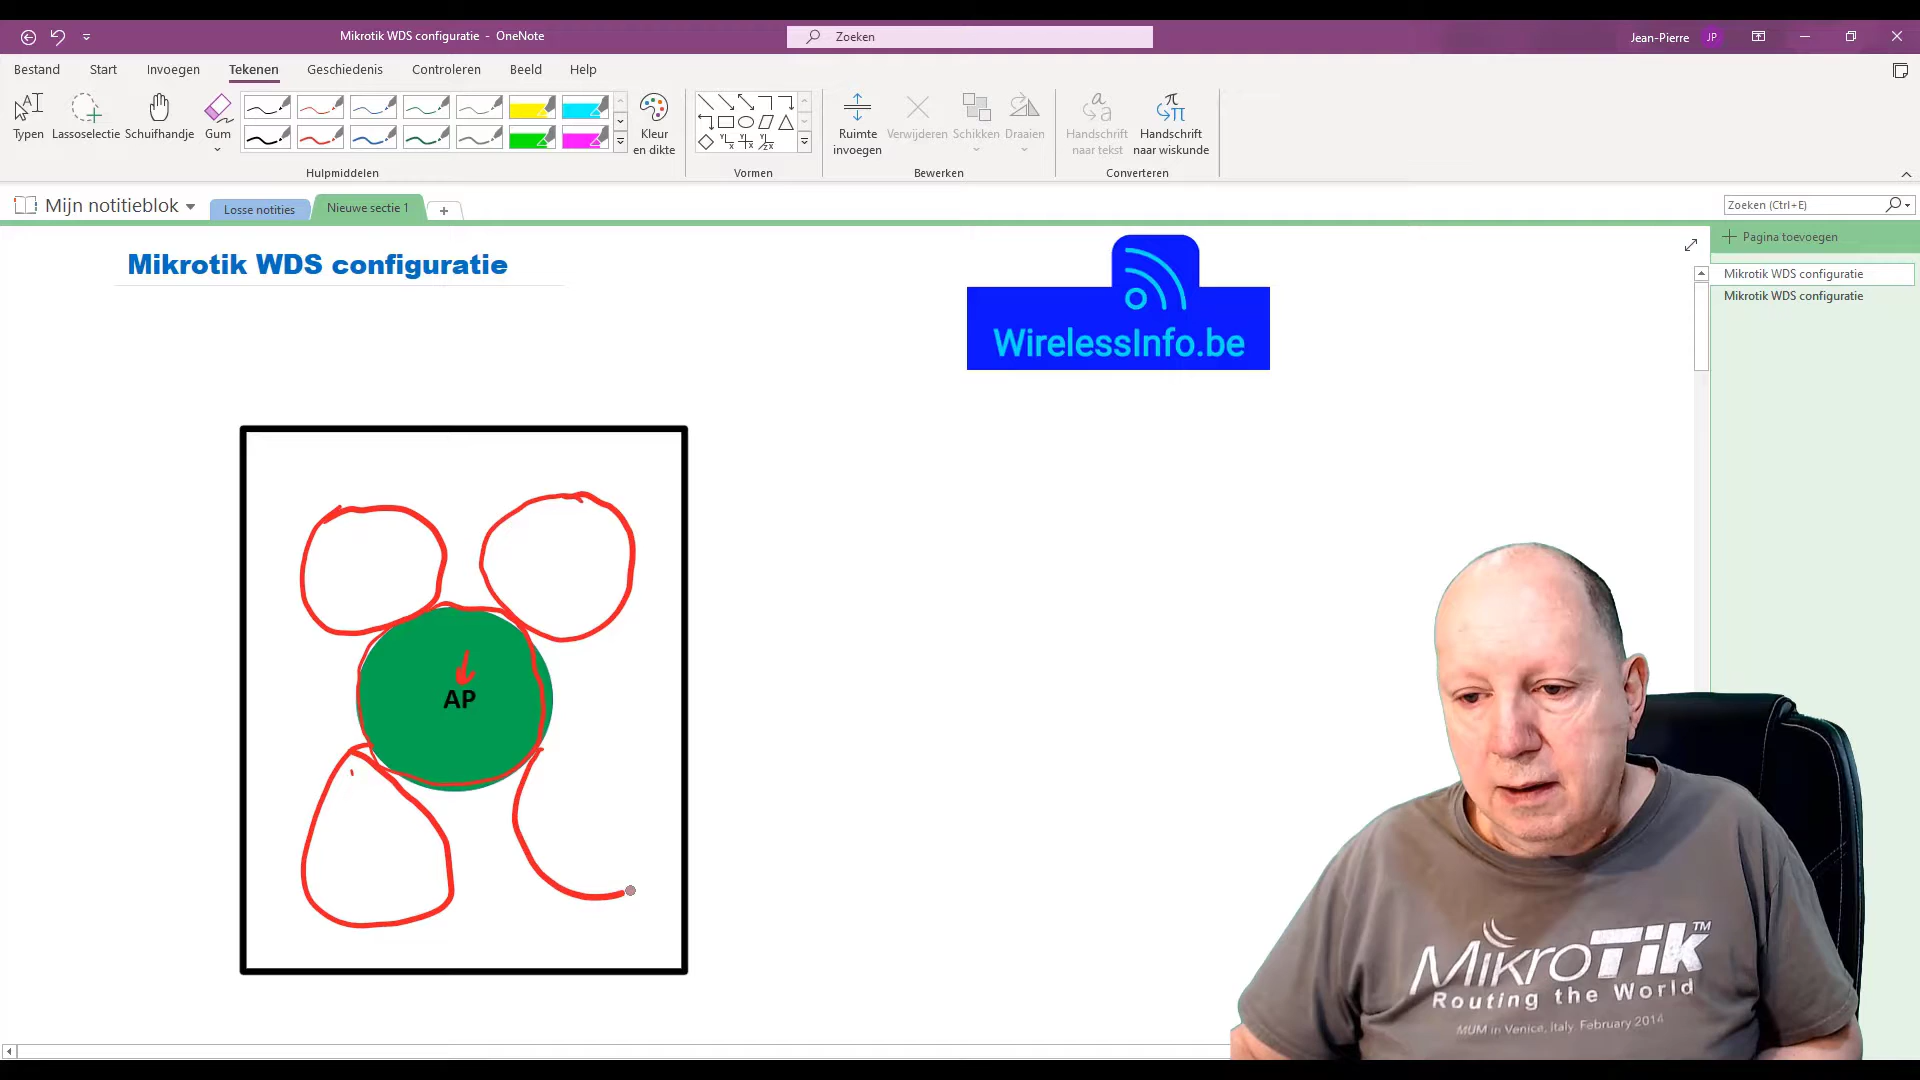 Mikrotik WDS configuratie - OneNote
Zoeken
Jean-Pierre
JP
Bestand
Start
Invoegen
Tekenen
Geschiedenis
Controleren
Beeld
Help
Typen
Lassoselectie
Schuifhandje
Gum
Kleur
en dikte
Ruimte
invoegen
Verwijderen
Schikken
Draaien
Handschrift
naar tekst
Handschrift
naar wiskunde
Hulpmiddelen
Vormen
Bewerken
Converteren
Mijn notitieblok
Losse notities
Nieuwe sectie 1
Zoeken (Ctrl+E)
Pagina toevoegen
Mikrotik WDS configuratie
Mikrotik WDS configuratie
Mikrotik WDS configuratie
WirelessInfo.be
AP
MikroTik™
Routing the World
MUM in Venice, Italy. February 2014